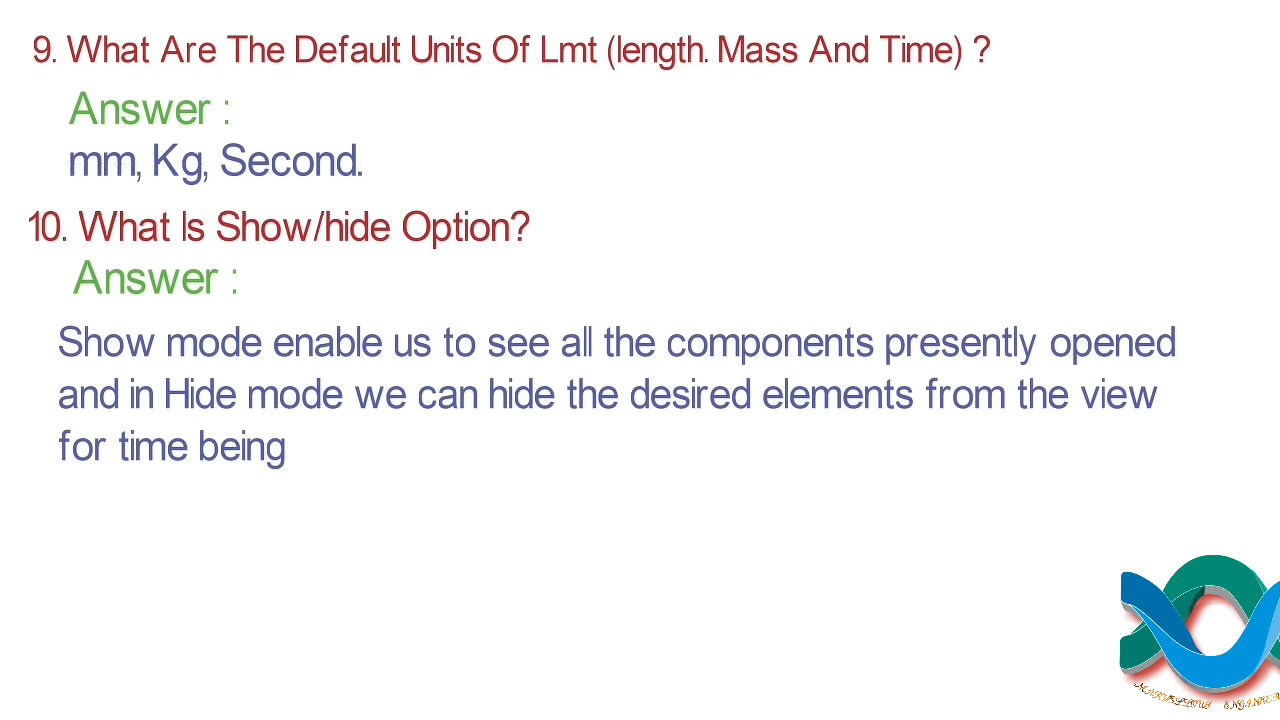 9. What Are The Default Units Of Lmt (length. Mass And Time) ?
Answer :
mm, Kg, Second.
10. What Is Show/hide Option?
Answer :
Show mode enable us to see all the components presently opened
and in Hide mode we can hide the desired elements from the view
for time being